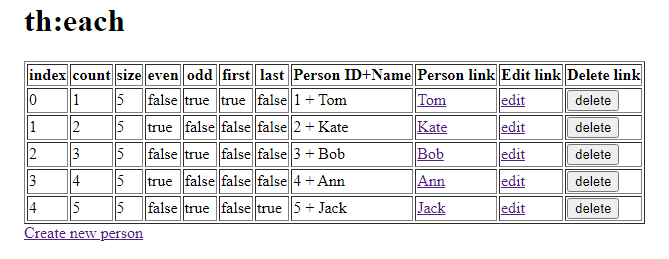 th:each
index count size even odd first last Person ID+Name Person link Edit link Delete link
0 1 5 false true true false 1 + Tom Tom edit delete
1 2 5 true false false false 2 + Kate Kate edit delete
2 3 5 false true false false 3 + Bob Bob edit delete
3 4 5 true false false false 4 + Ann Ann edit delete
4 5 5 false true false true 5 + Jack Jack edit delete
Create new person